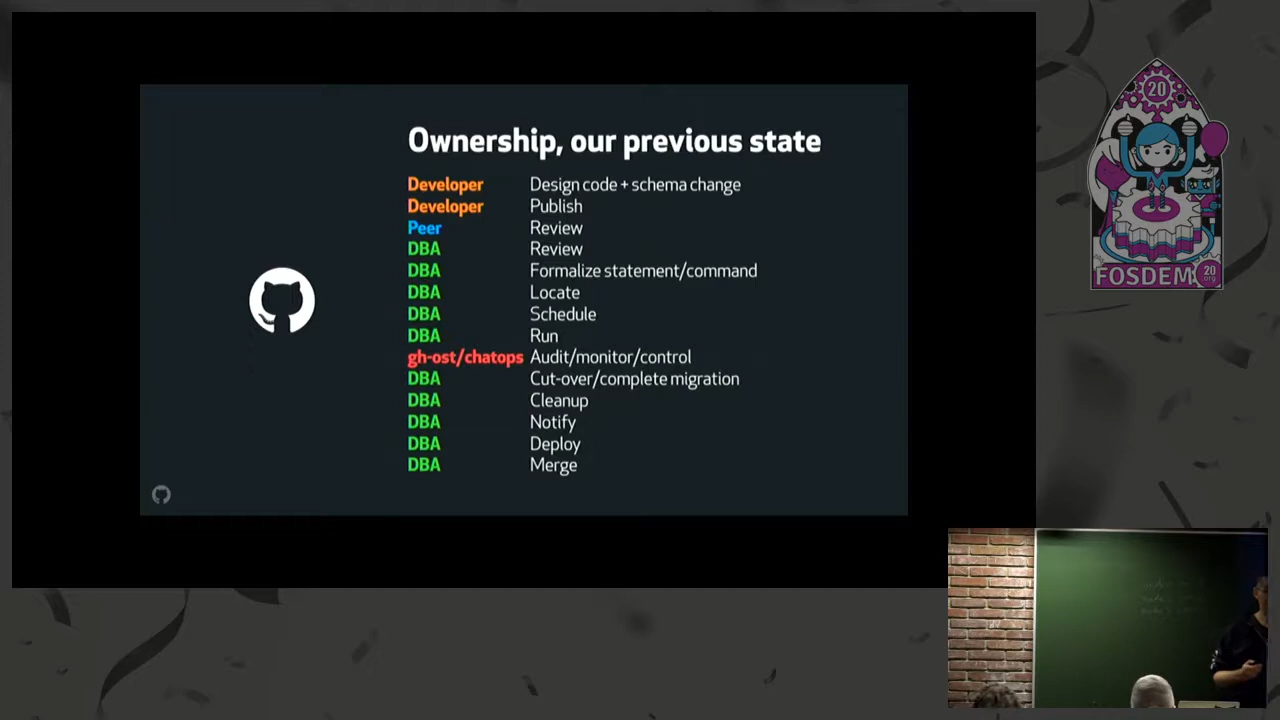 Ownership, our previous state
Developer Design code + schema change
Developer Publish
Peer Review
DBA Review
DBA Formalize statement/command
DBA Locate
DBA Schedule
DBA Run
gh-ost/chatops Audit/monitor/control
DBA Cut-over/complete migration
DBA Cleanup
DBA Notify
DBA Deploy
DBA Merge
20
FOSDEM 20
.org